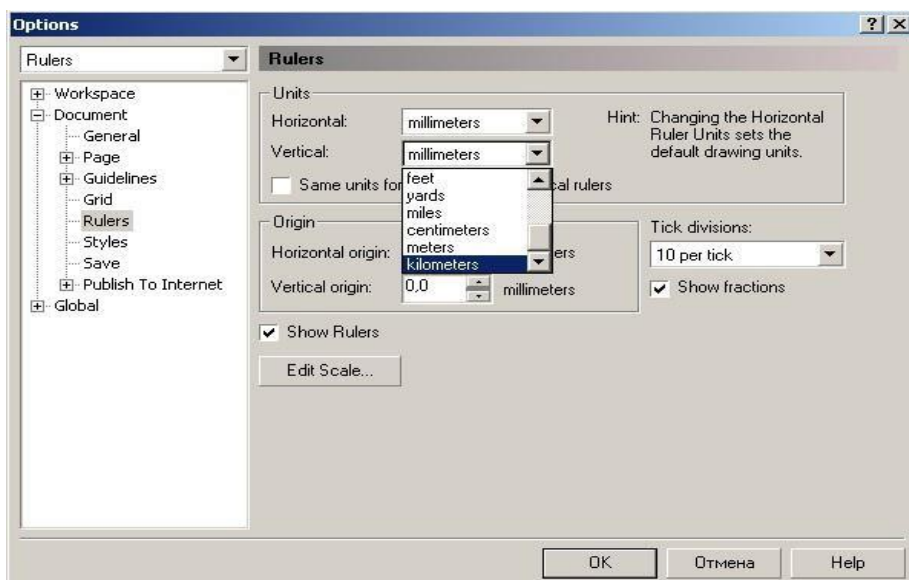 Options
Rulers
Workspace
Document
General
Page
Guidelines
Grid
Rulers
Styles
Save
Publish To Internet
Global
Rulers
Units
Horizontal: millimeters
Hint: Changing the Horizontal
Ruler Units sets the
default drawing units.
Vertical: millimeters
Same units for cal rulers
feet
yards
miles
centimeters
meters
kilometers
Origin
Horizontal origin: ers
Vertical origin: 0,0 millimeters
Tick divisions:
10 per tick
Show fractions
Show Rulers
Edit Scale...
OK Отмена Help